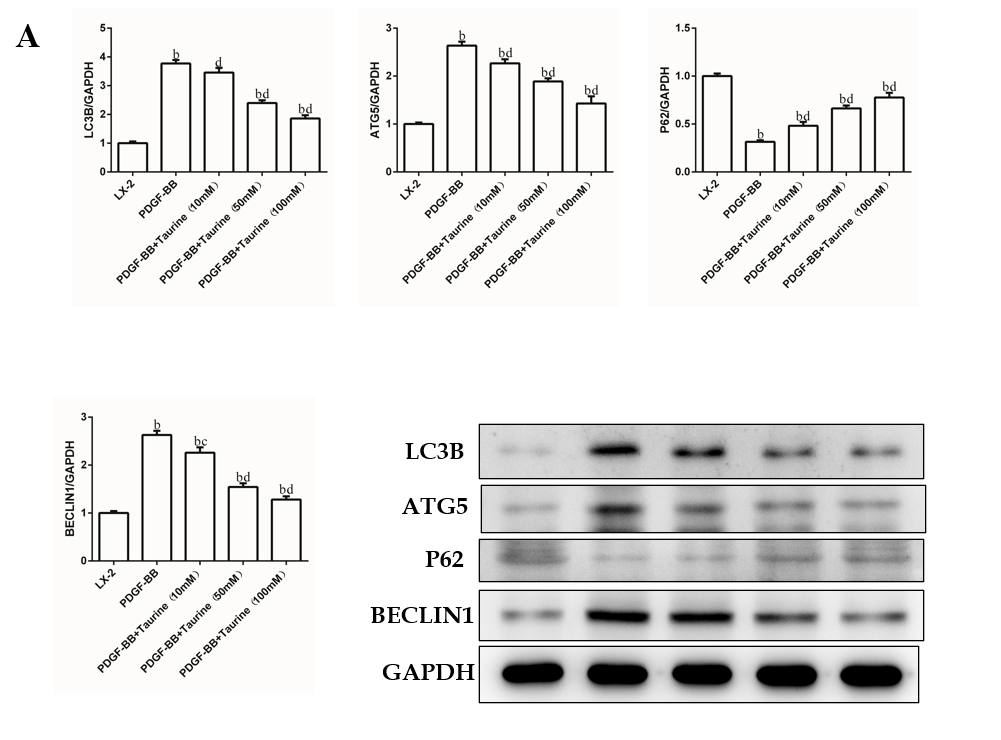 A
LC3B/GAPDH
5
4
3
2
1
0
b
d
bd
bd
LX-2
PDGF-BB
PDGF-BB+Taurine（10mM）
PDGF-BB+Taurine（50mM）
PDGF-BB+Taurine（100mM）
ATG5/GAPDH
3
2
1
0
b
bd
bd
bd
LX-2
PDGF-BB
PDGF-BB+Taurine（10mM）
PDGF-BB+Taurine（50mM）
PDGF-BB+Taurine（100mM）
P62/GAPDH
1.5
1.0
0.5
0.0
b
bd
bd
bd
LX-2
PDGF-BB
PDGF-BB+Taurine（10mM）
PDGF-BB+Taurine（50mM）
PDGF-BB+Taurine（100mM）
BECLIN1/GAPDH
3
2
1
0
b
bc
bd
bd
LX-2
PDGF-BB
PDGF-BB+Taurine（10mM）
PDGF-BB+Taurine（50mM）
PDGF-BB+Taurine（100mM）
LC3B
ATG5
P62
BECLIN1
GAPDH